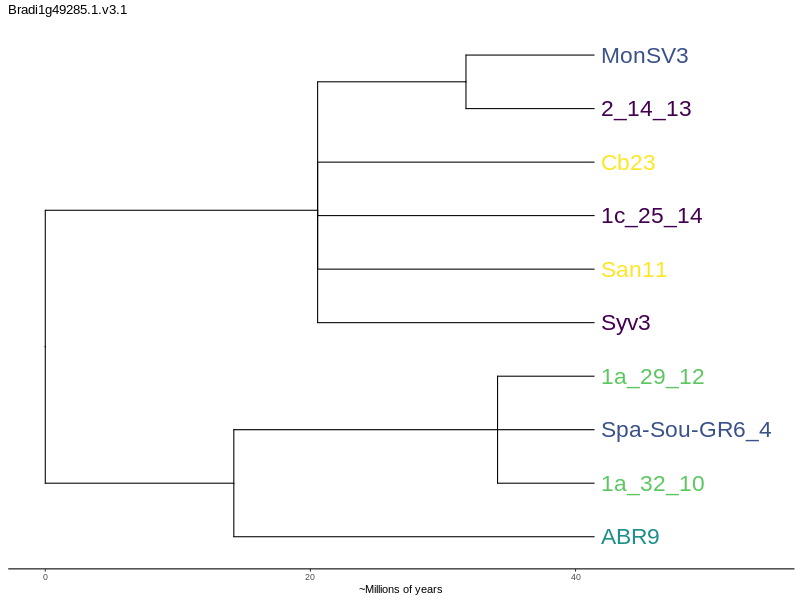 Bradi1g49285.1.v3.1
MonSV3
2_14_13
Cb23
1c_25_14
San11
Syv3
1a_29_12
Spa-Sou-GR6_4
1a_32_10
ABR9
0 20 40
~Millions of years